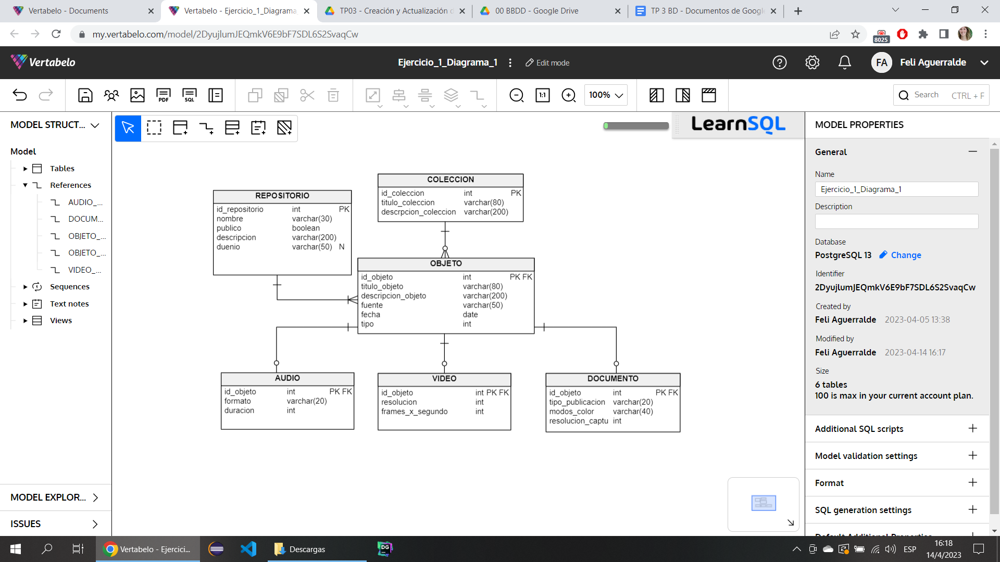 Vertabelo - Documents
Vertabelo - Ejercicio_1_Diagrama
TP03 - Creación y Actualización d
00 BBDD - Google Drive
TP 3 BD - Documentos de Googl
my.vertabelo.com/model/2DyujlumJEQmkV6E9bF7SDL6S2SvaqCw
8025
Vertabelo
Ejercicio_1_Diagrama_1
Edit mode
FA
Feli Aguerralde
PDF
SQL
1:1
100%
Search
CTRL + F
MODEL STRUCT...
LearnSQL
MODEL PROPERTIES
Model
Tables
References
AUDIO_...
DOCUM...
OBJETO_...
OBJETO_...
VIDEO_...
Sequences
Text notes
Views
MODEL EXPLOR...
ISSUES
COLECCION
id_coleccion int PK
titulo_coleccion varchar(80)
descrpcion_coleccion varchar(200)
REPOSITORIO
id_repositorio int PK
nombre varchar(30)
publico boolean
descripcion varchar(200)
duenio varchar(50) N
OBJETO
id_objeto int PK FK
titulo_objeto varchar(80)
descripcion_objeto varchar(200)
fuente varchar(50)
fecha date
tipo int
AUDIO
id_objeto int PK FK
formato varchar(20)
duracion int
VIDEO
id_objeto int PK FK
resolucion int
frames_x_segundo int
DOCUMENTO
id_objeto int PK FK
tipo_publicacion varchar(20)
modos_color varchar(40)
resolucion_captu int
General
Name
Ejercicio_1_Diagrama_1
Description
Database
PostgreSQL 13 Change
Identifier
2DyujlumJEQmkV6E9bF7SDL6S2SvaqCw
Created by
Feli Aguerralde 2023-04-05 13:38
Modified by
Feli Aguerralde 2023-04-14 16:17
Size
6 tables
100 is max in your current account plan.
Additional SQL scripts
Model validation settings
Format
SQL generation settings
Default Additional Properties
Vertabelo - Ejercici...
Descargas
DG
ESP
16:18
14/4/2023